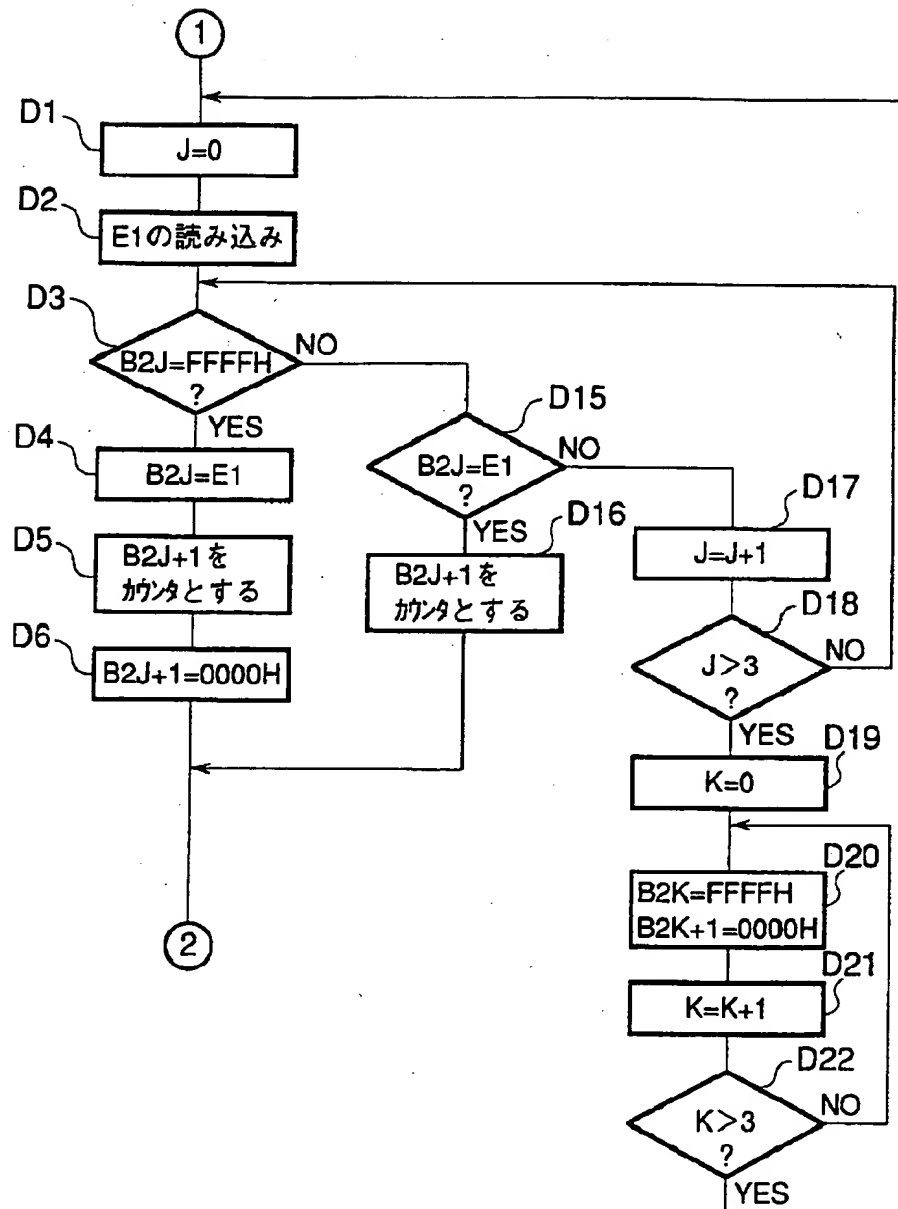 1
D1
J=0
D2
E1の読み込み
D3
B2J=FFFFH
?
NO
YES
D4
B2J=E1
D5
B2J+1を
カウンタとする
D6
B2J+1=0000H
2
D15
B2J=E1
?
NO
YES
D16
B2J+1を
カウンタとする
D17
J=J+1
D18
J>3
?
NO
YES
D19
K=0
D20
B2K=FFFFH
B2K+1=0000H
D21
K=K+1
D22
K>3
?
NO
YES